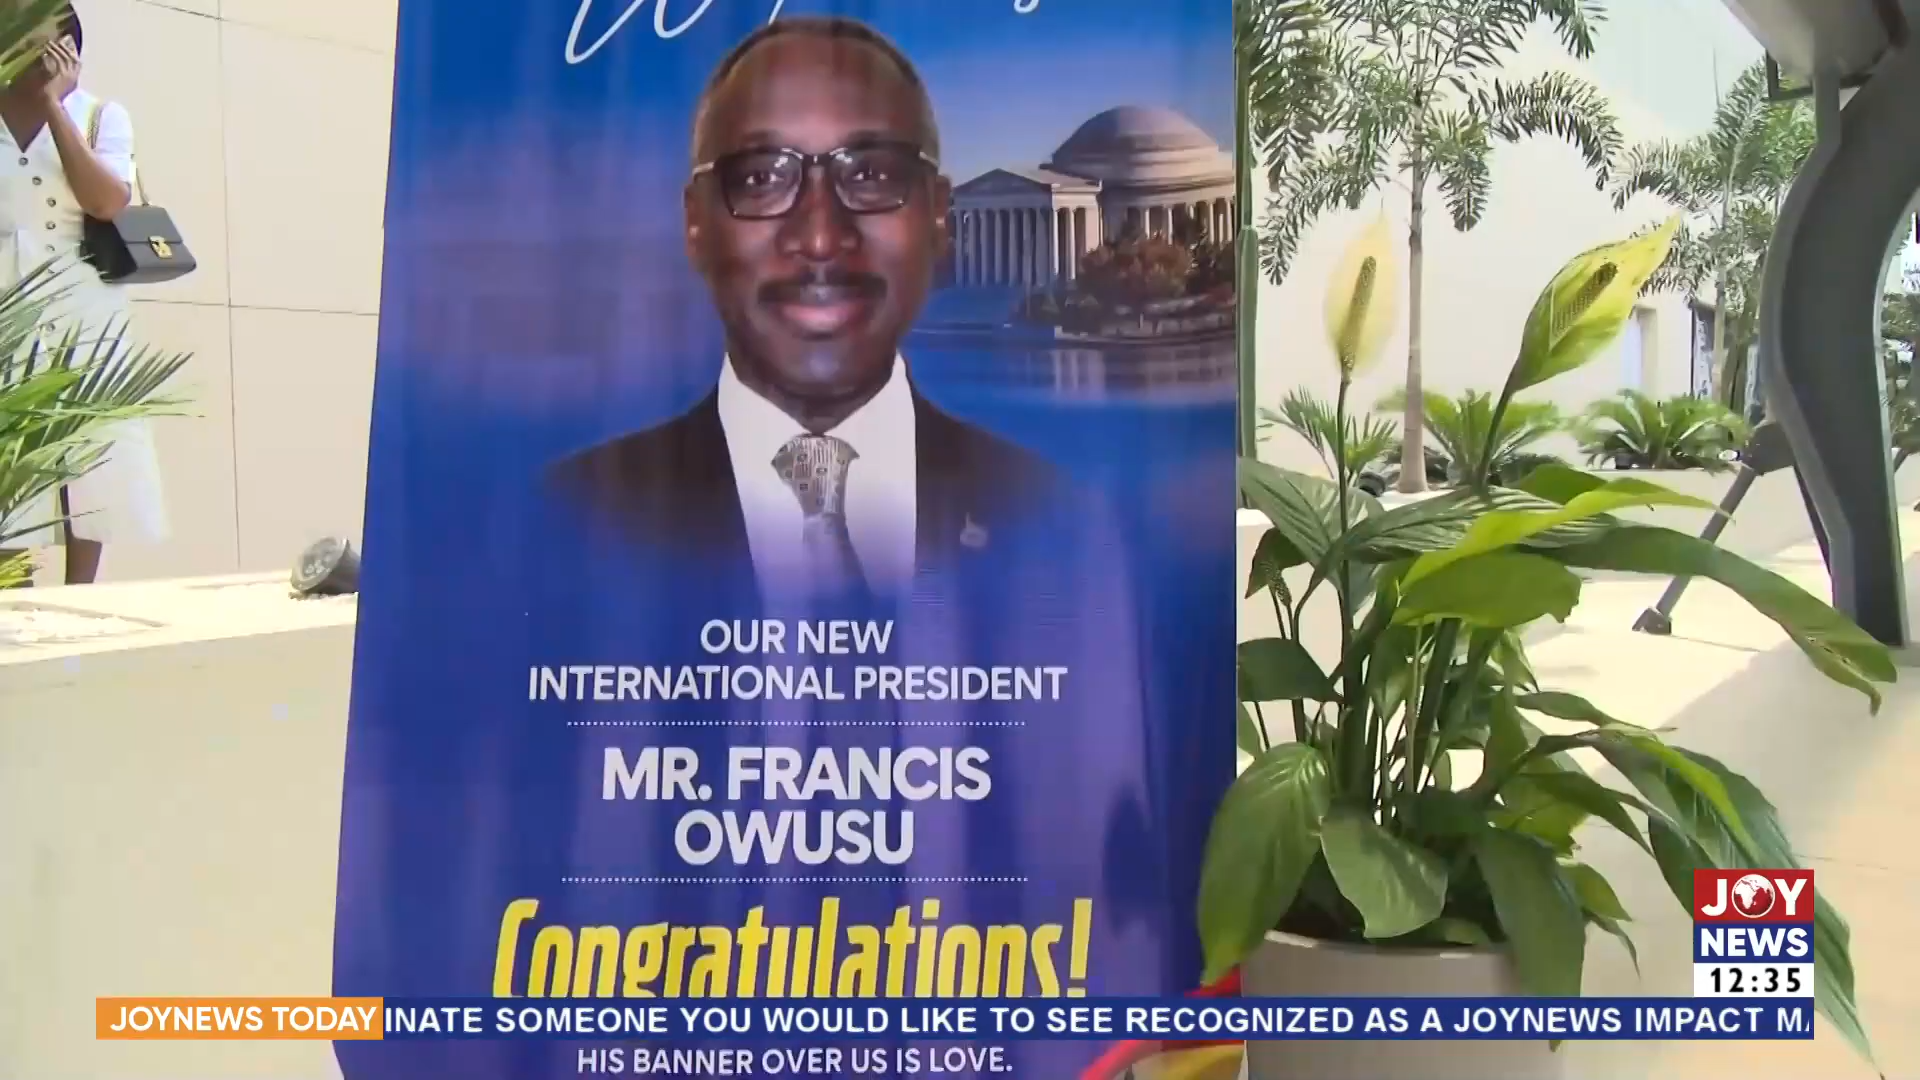 OUR NEW
INTERNATIONAL PRESIDENT
MR. FRANCIS
OWUSU
Congratulations!
JOY
NEWS
12:35
JOYNEWS TODAY
INATE SOMEONE YOU WOULD LIKE TO SEE RECOGNIZED AS A JOYNEWS IMPACT
HIS BANNER OVER US IS LOVE.